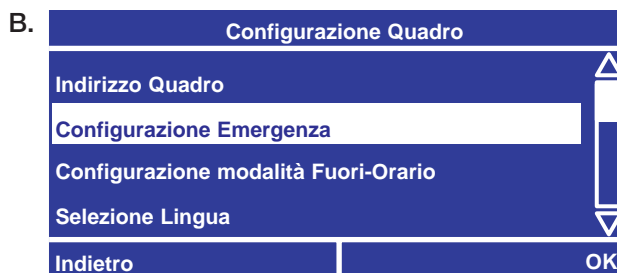 B.
Configurazione Quadro
Indirizzo Quadro
Configurazione Emergenza
Configurazione modalità Fuori-Orario
Selezione Lingua
Indietro OK